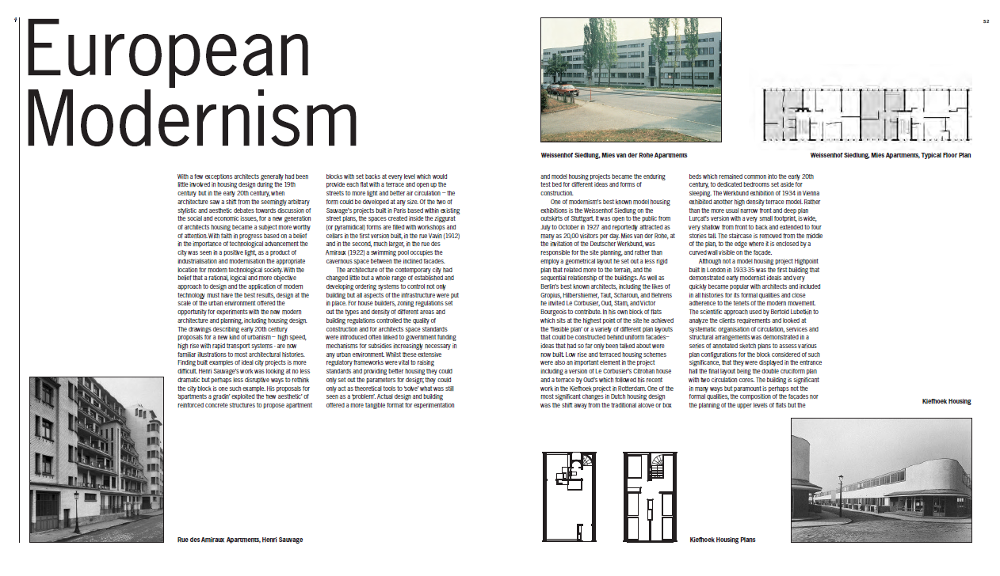 European
Modernism
With a few exceptions architects generally had been
little involved in housing design during the 19th
century but in the early 20th century, when
architecture saw a shift from the seemingly arbitrary
stylistic and aesthetic debates towards discussion of
the social and economic issues, for a new generation
of architects housing became a subject more worthy
of attention. With faith in progress based on a belief
in the importance of technological advancement the
city was seen in a positive light, as a product of
industrialisation and modernisation the appropriate
location for modern technological society. With the
belief that a rational, logical and more objective
approach to design and the application of modern
technology must have the best results, design at the
scale of the urban environment offered the
opportunity for experiments with the new modern
architecture and planning, including housing design.
The drawings describing early 20th century
proposals for a new kind of urbanism – high speed,
high rise with rapid transport systems - are now
familiar illustrations to most architectural histories.
Finding built examples of ideal city projects is more
difficult. Henri Sauvage's work was looking at no less
dramatic but perhaps less disruptive ways to rethink
the city block is one such example. His proposals for
'apartments a gradin' exploited the 'new aesthetic' of
reinforced concrete structures to propose apartment
blocks with set backs at every level which would
provide each flat with a terrace and open up the
streets to more light and better air circulation – the
form could be developed at any size. Of the two of
Sauvage's projects built in Paris based within existing
street plans, the spaces created inside the ziggurat
(or pyramidical) forms are filled with workshops and
cellars in the first version built, in the rue Vavin (1912)
and in the second, much larger, in the rue des
Amiraux (1922) a swimming pool occupies the
cavernous space between the inclined facades.
The architecture of the contemporary city had
changed little but a whole range of established and
developing ordering systems to control not only
building but all aspects of the infrastructure were put
in place. For house builders, zoning regulations set
out the types and density of different areas and
building regulations controlled the quality of
construction and for architects space standards
were introduced often linked to government funding
mechanisms for subsidies increasingly necessary in
any urban environment. Whilst these extensive
regulatory frameworks were vital to raising
standards and providing better housing they could
only set out the parameters for design; they could
only act as theoretical tools to 'solve' what was still
seen as a 'problem'. Actual design and building
offered a more tangible format for experimentation
Rue des Amiraux Apartments, Henri Sauvage
52
Weissenhof Siedlung, Mies van der Rohe Apartments
Weissenhof Siedlung, Mies Apartments, Typical Floor Plan
and model housing projects became the enduring
test bed for different ideas and forms of
construction.
One of modernism's best known model housing
exhibitions is the Weissenhof Siedlung on the
outskirts of Stuttgart. It was open to the public from
July to October in 1927 and reportedly attracted as
many as 20,00 visitors per day. Mies van der Rohe, at
the invitation of the Deutscher Werkbund, was
responsible for the site planning, and rather than
employ a geometrical layout he set out a less rigid
plan that related more to the terrain, and the
sequential relationship of the buildings. As well as
Berlin's best known architects, including the likes of
Gropius, Hilbershiemer, Taut, Scharoun, and Behrens
he invited Le Corbusier, Oud, Stam, and Victor
Bourgeois to contribute. In his own block of flats
which sits at the highest point of the site he achieved
the 'flexible plan' or a variety of different plan layouts
that could be constructed behind uniform facades–
ideas that had so far only been talked about were
now built. Low rise and terraced housing schemes
were also an important element in the project
including a version of Le Corbusier's Citrohan house
and a terrace by Oud's which followed his recent
work in the Kiefhoek project in Rotterdam. One of the
most significant changes in Dutch housing design
was the shift away from the traditional alcove or box
beds which remained common into the early 20th
century, to dedicated bedrooms set aside for
sleeping. The Werkbund exhibition of 1934 in Vienna
exhibited another high density terrace model. Rather
than the more usual narrow front and deep plan
Lurçat's version with a very small footprint, is wide,
very shallow from front to back and extended to four
stories tall. The staircase is removed from the middle
of the plan, to the edge where it is enclosed by a
curved wall visible on the façade.
Although not a model housing project Highpoint
built in London in 1933-35 was the first building that
demonstrated early modernist ideals and very
quickly became popular with architects and included
in all histories for its formal qualities and close
adherence to the tenets of the modern movement.
The scientific approach used by Bertold Lubetkin to
analyze the clients requirements and looked at
systematic organisation of circulation, services and
structural arrangements was demonstrated in a
series of annotated sketch plans to assess various
plan configurations for the block considered of such
significance, that they were displayed in the entrance
hall the final layout being the double cruciform plan
with two circulation cores. The building is significant
in many ways but paramount is perhaps not the
formal qualities, the composition of the façades nor
the planning of the upper levels of flats but the
Kiefhoek Housing
Kiefhoek Housing Plans